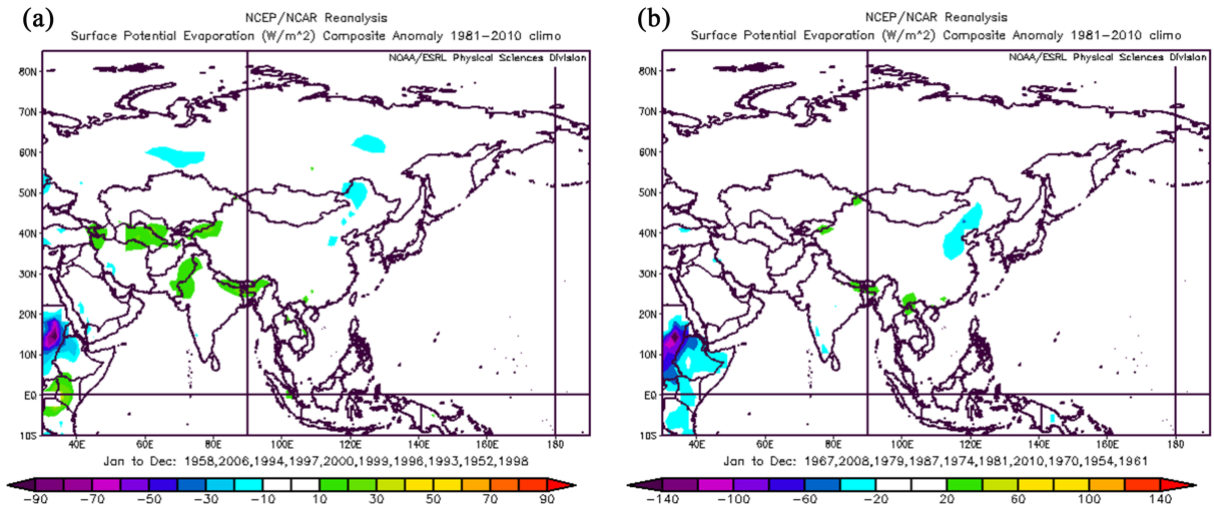 (a)
NCEP/NCAR Reanalysis
Surface Potential Evaporation (W/m^2) Composite Anomaly 1981-2010 climo
NOAA/ESRL Physical Sciences Division
80N
70N
60N
50N
40N
30N
20N
10N
EQ
10S
40E 60E 80E 100E 120E 140E 160E 180
Jan to Dec: 1958,2006,1994,1997,2000,1999,1996,1993,1952,1998
-90 -70 -50 -30 -10 10 30 50 70 90
(b)
NCEP/NCAR Reanalysis
Surface Potential Evaporation (W/m^2) Composite Anomaly 1981-2010 climo
NOAA/ESRL Physical Sciences Division
80N
70N
60N
50N
40N
30N
20N
10N
EQ
10S
40E 60E 80E 100E 120E 140E 160E 180
Jan to Dec: 1967,2008,1979,1987,1974,1981,2010,1970,1954,1961
-140 -100 -60 -20 20 60 100 140